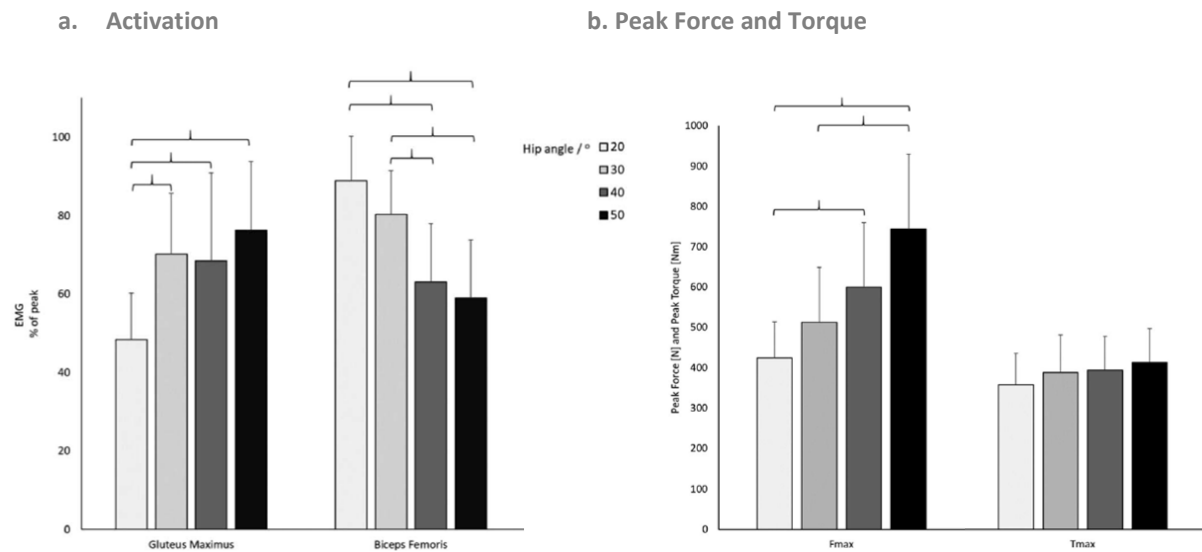 a. Activation
b. Peak Force and Torque
EMG
% of peak
100
80
60
40
20
0
Gluteus Maximus
Biceps Femoris
Hip angle / º 20
30
40
50
Peak Force [N] and Peak Torque [Nm]
1000
900
800
700
600
500
400
300
200
100
0
Fmax
Tmax